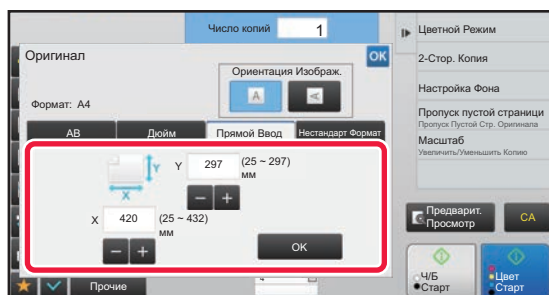 Число копий 1
Оригинал
OK
Ориентация Изображ.
A
A
Формат: A4
AB
Дюйм
Прямой Ввод
Нестандарт Формат
Y
X
Y 297 (25 ~ 297)
мм
X 420 (25 ~ 432)
мм
OK
Прочие
Цветной Режим
2-Стор. Копия
Настройка Фона
Пропуск пустой страници
Пропуск Пустой Стр. Оригинала
Масштаб
Увеличить/Уменьшить Копию
Предварит.
Просмотр
CA
Ч/Б
Старт
Цвет
Старт